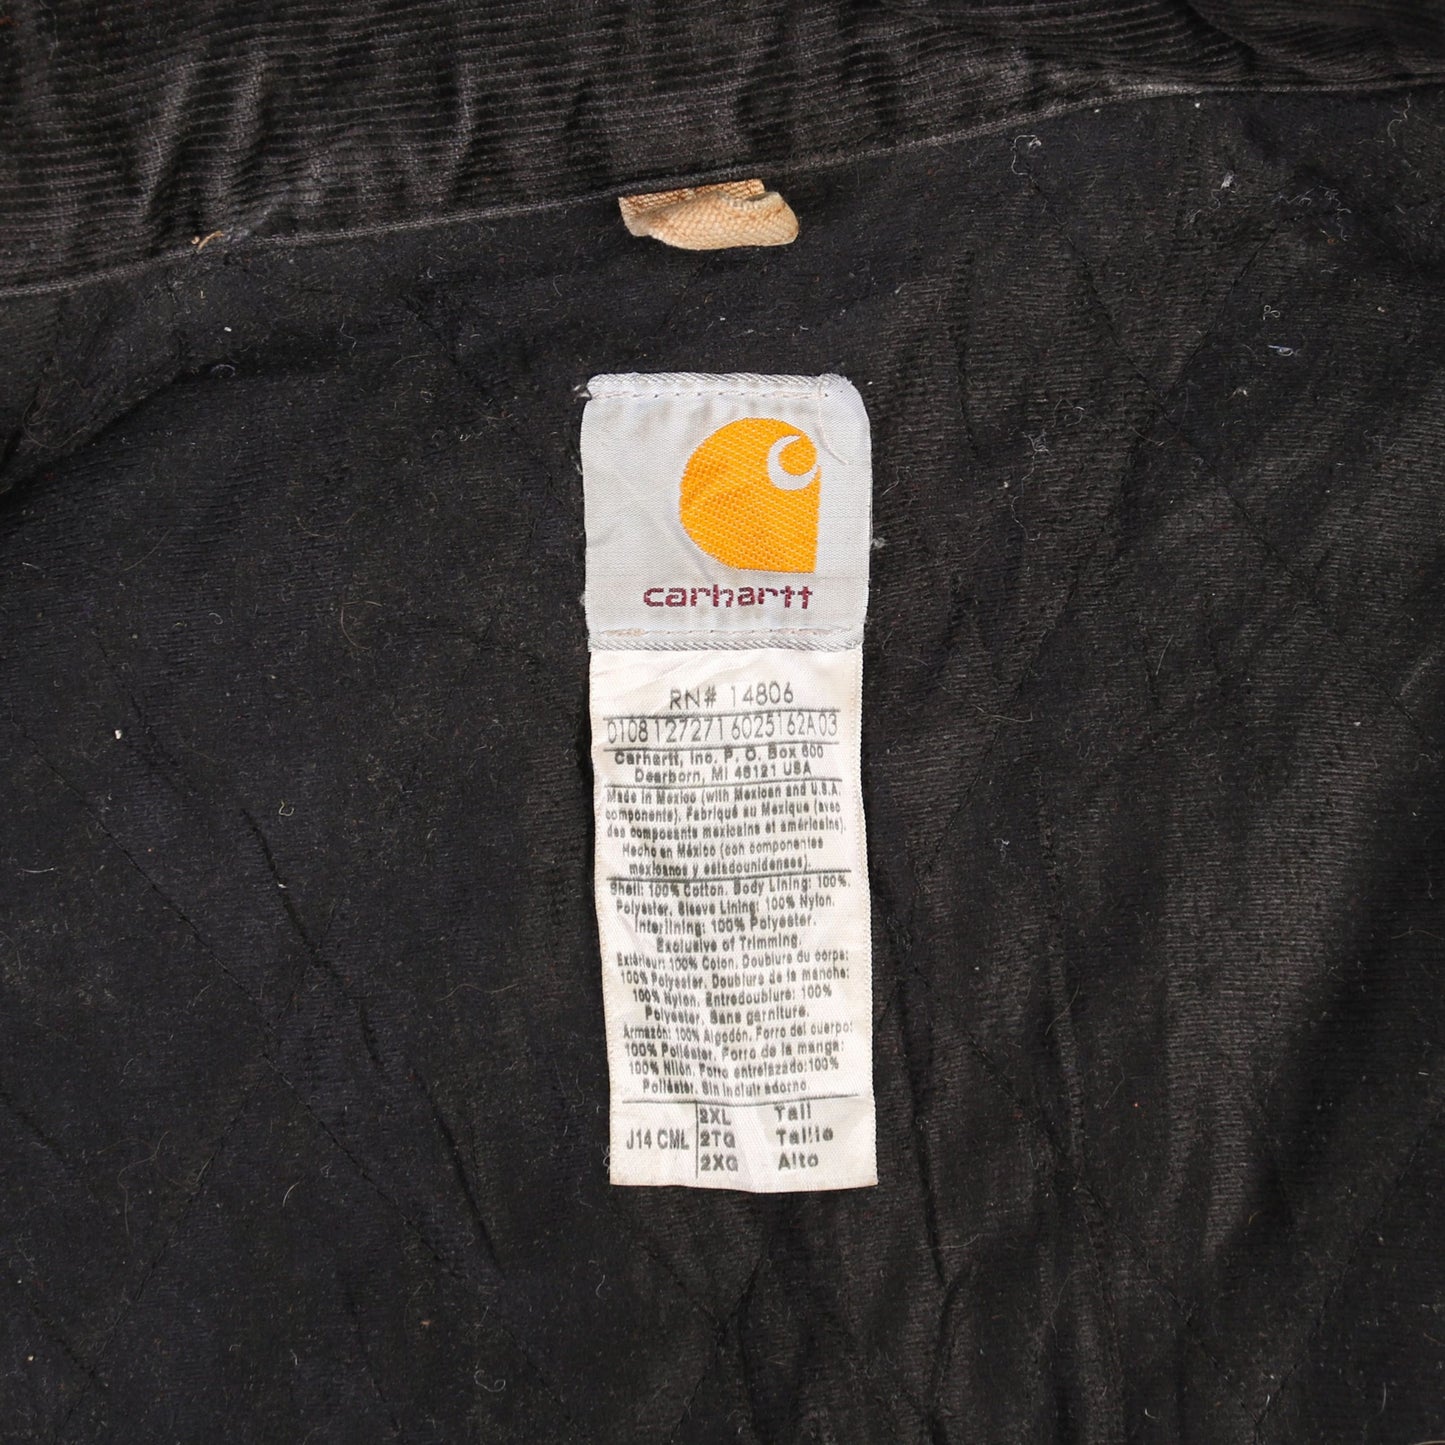 carhartt
RN# 14806
0108127271602516 2A03
Carhartt, Inc. P. O. Box 600
Dearborn, MI 48121 USA
Made in Mexico (with Mexican and U.S.A.
components). Fabriqué au Mexique (avec
des composants mexicains et américains).
Hecho en México (con componentes
mexicanos y estadounidenses).
Shell: 100% Cotton. Body Lining: 100%.
Polyester. Sleeve Lining: 100% Nylon.
Interlining: 100% Polyester.
Exclusive of Trimming.
Extérieur: 100% Coton. Doublure du corps:
100% Polyester. Doublure de la manche:
100% Nylon. Entredoublure: 100%
Polyester. Sans garniture.
Armazón: 100% Algodón. Forro del cuerpo:
100% Poliéster. Forro de la manga:
100% Nilón. Forro entrelazado: 100%
Poliéster. Sin incluir adorno.
2XL Tall
J14 CML 2TG Taille
2XG Alto